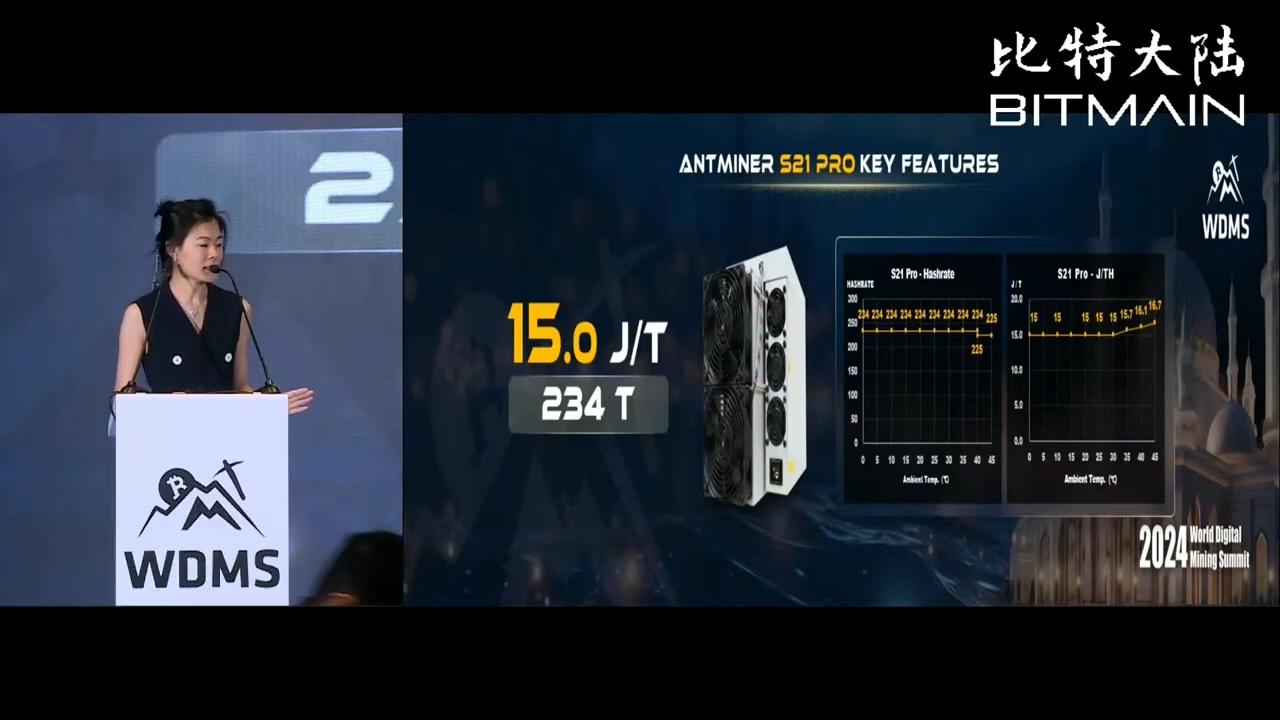 比特大陆
BITMAIN
2
ANTMINER S21 PRO KEY FEATURES
WDMS
15.0 J/T
234 T
S21 Pro - Hashrate
HASHRATE
300
250
200
150
100
50
0
234 234 234 234 234 234 234 234 234 225
225
0 5 10 15 20 25 30 35 40 45
Ambient Temp. (℃)
S21 Pro - J/TH
J/T
20.0
15.0
10.0
5.0
0.0
15 15 15 15 15 15.7 16.1 16.7
0 5 10 15 20 25 30 35 40 45
Ambient Temp. (℃)
WDMS
2024 World Digital
Mining Summit